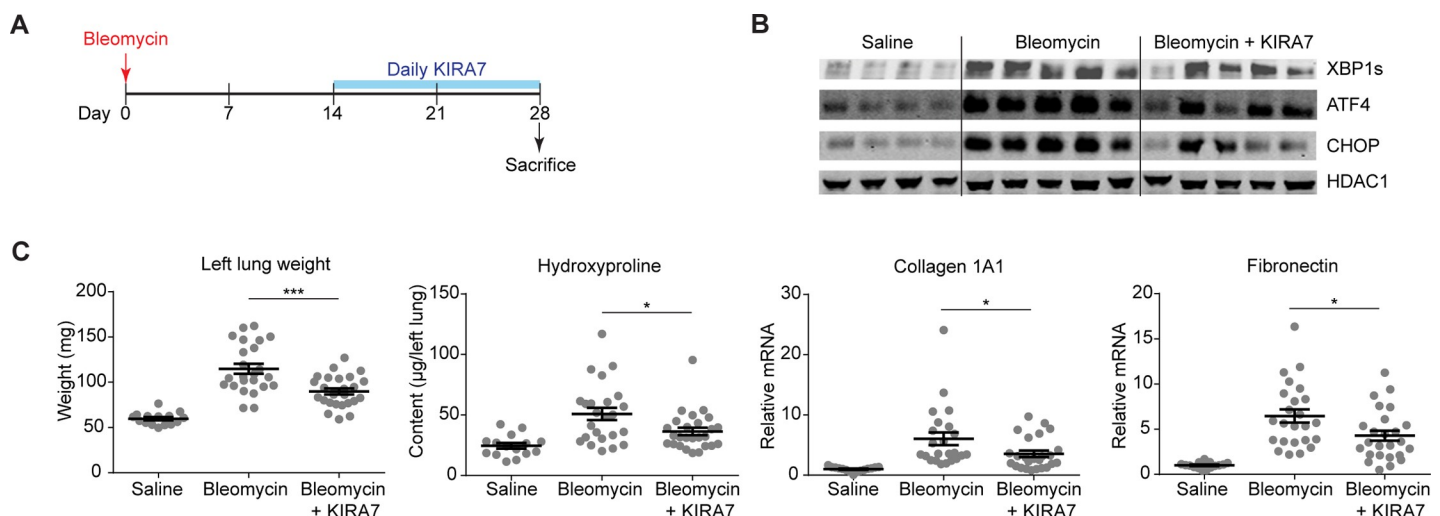 A
Bleomycin
Daily KIRA7
Day 0 7 14 21 28
Sacrifice
B
Saline Bleomycin Bleomycin + KIRA7
XBP1s
ATF4
CHOP
HDAC1
C
Left lung weight
Weight (mg)
200
150
100
50
0
Saline Bleomycin Bleomycin
+ KIRA7
***
Hydroxyproline
Content (µg/left lung)
150
100
50
0
Saline Bleomycin Bleomycin
+ KIRA7
*
Collagen 1A1
Relative mRNA
30
20
10
0
Saline Bleomycin Bleomycin
+ KIRA7
*
Fibronectin
Relative mRNA
20
15
10
5
0
Saline Bleomycin Bleomycin
+ KIRA7
*